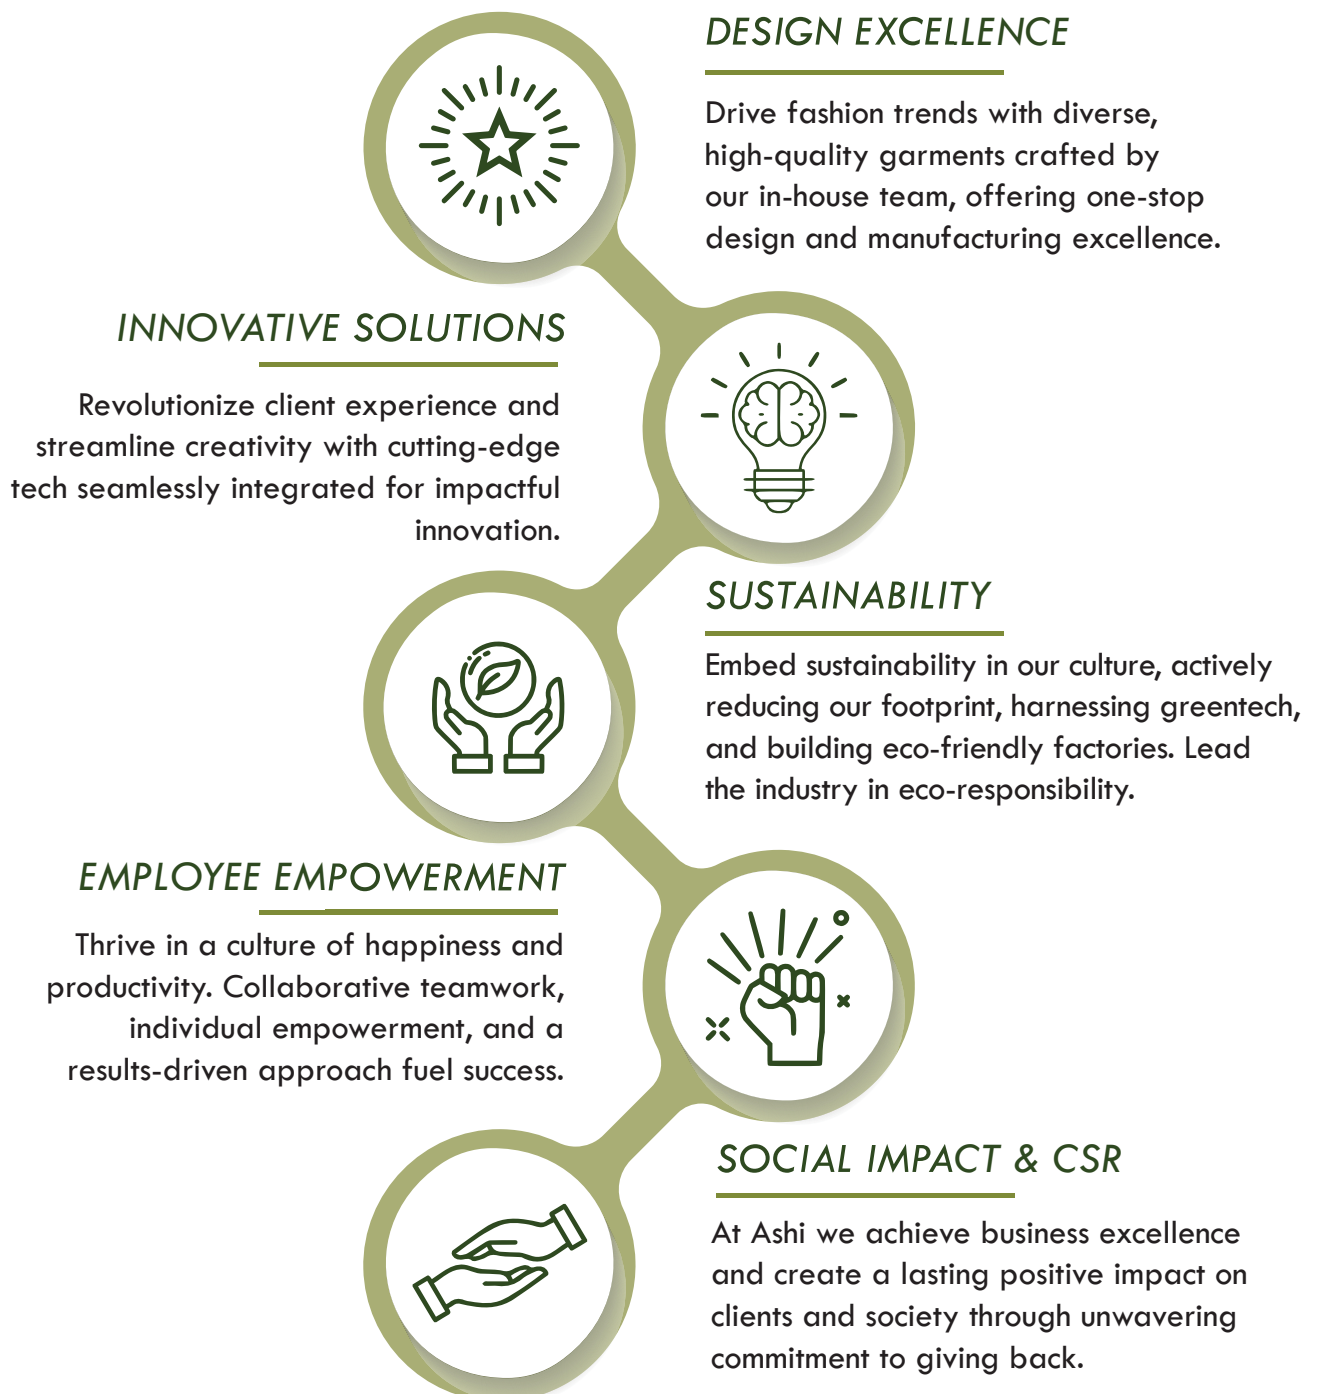 DESIGN EXCELLENCE
Drive fashion trends with diverse,
high-quality garments crafted by
our in-house team, offering one-stop
design and manufacturing excellence.
INNOVATIVE SOLUTIONS
Revolutionize client experience and
streamline creativity with cutting-edge
tech seamlessly integrated for impactful
innovation.
SUSTAINABILITY
Embed sustainability in our culture, actively
reducing our footprint, harnessing greentech,
and building eco-friendly factories. Lead
the industry in eco-responsibility.
EMPLOYEE EMPOWERMENT
Thrive in a culture of happiness and
productivity. Collaborative teamwork,
individual empowerment, and a
results-driven approach fuel success.
SOCIAL IMPACT & CSR
At Ashi we achieve business excellence
and create a lasting positive impact on
clients and society through unwavering
commitment to giving back.